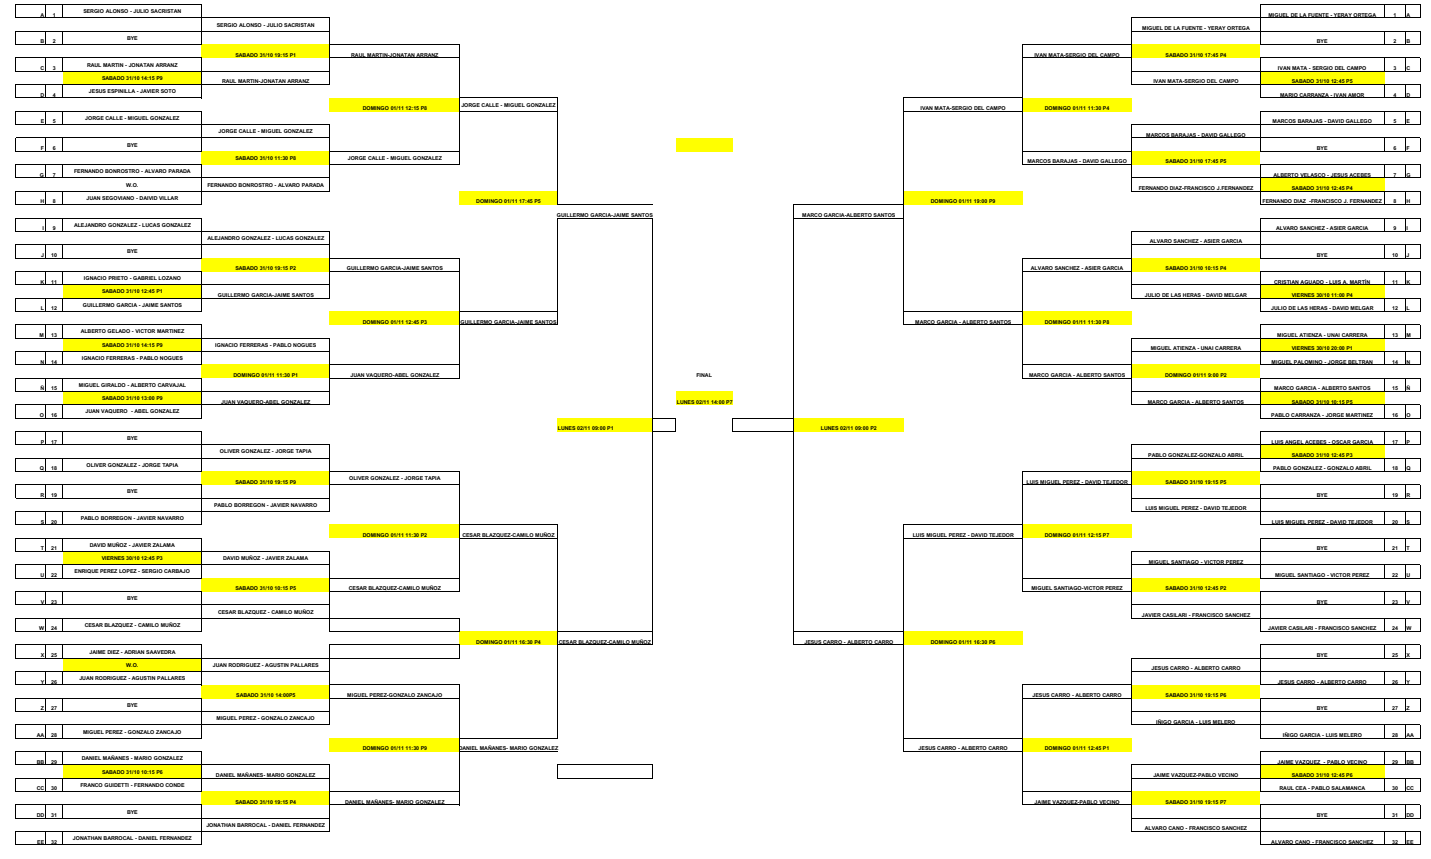 A 1 SERGIO ALONSO - JULIO SACRISTAN
SERGIO ALONSO - JULIO SACRISTAN
B 2 BYE
SABADO 31/10 19:15 P1
RAUL MARTIN-JONATAN ARRANZ
C 3 RAUL MARTIN - JONATAN ARRANZ
SABADO 31/10 14:15 P9
RAUL MARTIN-JONATAN ARRANZ
D 4 JESUS ESPINILLA - JAVIER SOTO
DOMINGO 01/11 12:15 P8
JORGE CALLE - MIGUEL GONZALEZ
E 5 JORGE CALLE - MIGUEL GONZALEZ
JORGE CALLE - MIGUEL GONZALEZ
F 6 BYE
SABADO 31/10 11:30 P8
JORGE CALLE - MIGUEL GONZALEZ
G 7 FERNANDO BONROSTRO - ALVARO PARADA
W.O.
FERNANDO BONROSTRO - ALVARO PARADA
H 8 JUAN SEGOVIANO - DAIVID VILLAR
DOMINGO 01/11 17:45 P5
GUILLERMO GARCIA-JAIME SANTOS
I 9 ALEJANDRO GONZALEZ - LUCAS GONZALEZ
ALEJANDRO GONZALEZ - LUCAS GONZALEZ
J 10 BYE
SABADO 31/10 19:15 P2
GUILLERMO GARCIA-JAIME SANTOS
K 11 IGNACIO PRIETO - GABRIEL LOZANO
SABADO 31/10 12:45 P1
GUILLERMO GARCIA-JAIME SANTOS
L 12 GUILLERMO GARCIA - JAIME SANTOS
DOMINGO 01/11 12:45 P3
GUILLERMO GARCIA-JAIME SANTOS
M 13 ALBERTO GELADO - VICTOR MARTINEZ
SABADO 31/10 14:15 P8
IGNACIO FERRERAS - PABLO NOGUES
N 14 IGNACIO FERRERAS - PABLO NOGUES
DOMINGO 01/11 11:30 P1
JUAN VAQUERO-ABEL GONZALEZ
Ñ 15 MIGUEL GIRALDO - ALBERTO CARVAJAL
SABADO 31/10 13:00 P9
JUAN VAQUERO-ABEL GONZALEZ
O 16 JUAN VAQUERO - ABEL GONZALEZ
LUNES 02/11 09:00 P1
P 17 BYE
OLIVER GONZALEZ - JORGE TAPIA
Q 18 OLIVER GONZALEZ - JORGE TAPIA
SABADO 31/10 19:15 P9
OLIVER GONZALEZ - JORGE TAPIA
R 19 BYE
PABLO BORREGON - JAVIER NAVARRO
S 20 PABLO BORREGON - JAVIER NAVARRO
DOMINGO 01/11 11:30 P2
CESAR BLAZQUEZ-CAMILO MUÑOZ
T 21 DAVID MUÑOZ - JAVIER ZALAMA
VIERNES 30/10 12:45 P3
DAVID MUÑOZ - JAVIER ZALAMA
U 22 ENRIQUE PEREZ LOPEZ - SERGIO CARBAJO
SABADO 31/10 10:15 P5
CESAR BLAZQUEZ-CAMILO MUÑOZ
V 23 BYE
CESAR BLAZQUEZ - CAMILO MUÑOZ
W 24 CESAR BLAZQUEZ - CAMILO MUÑOZ
DOMINGO 01/11 16:30 P4
CESAR BLAZQUEZ-CAMILO MUÑOZ
X 25 JAIME DIEZ - ADRIAN SAAVEDRA
W.O.
JUAN RODRIGUEZ - AGUSTIN PALLARES
Y 26 JUAN RODRIGUEZ - AGUSTIN PALLARES
SABADO 31/10 14:00P5
MIGUEL PEREZ-GONZALO ZANCAJO
Z 27 BYE
MIGUEL PEREZ - GONZALO ZANCAJO
AA 28 MIGUEL PEREZ - GONZALO ZANCAJO
DOMINGO 01/11 11:30 P9
DANIEL MAÑANES- MARIO GONZALEZ
BB 29 DANIEL MAÑANES - MARIO GONZALEZ
SABADO 31/10 10:15 P6
DANIEL MAÑANES- MARIO GONZALEZ
CC 30 FRANCO GUIDETTI - FERNANDO CONDE
SABADO 31/10 19:15 P4
DANIEL MAÑANES- MARIO GONZALEZ
DD 31 BYE
JONATHAN BARROCAL - DANIEL FERNANDEZ
EE 32 JONATHAN BARROCAL - DANIEL FERNANDEZ
FINAL
LUNES 02/11 14:00 P7
MIGUEL DE LA FUENTE - YERAY ORTEGA 1 A
MIGUEL DE LA FUENTE - YERAY ORTEGA
BYE 2 B
IVAN MATA-SERGIO DEL CAMPO
SABADO 31/10 17:45 P4
IVAN MATA - SERGIO DEL CAMPO 3 C
IVAN MATA-SERGIO DEL CAMPO
SABADO 31/10 12:45 P5
MARIO CARRANZA - IVAN AMOR 4 D
IVAN MATA-SERGIO DEL CAMPO
DOMINGO 01/11 11:30 P4
MARCOS BARAJAS - DAVID GALLEGO 5 E
MARCOS BARAJAS - DAVID GALLEGO
BYE 6 F
MARCOS BARAJAS - DAVID GALLEGO
SABADO 31/10 17:45 P5
ALBERTO VELASCO - JESUS ACEBES 7 G
FERNANDO DIAZ-FRANCISCO J.FERNANDEZ
SABADO 31/10 12:45 P4
FERNANDO DIAZ -FRANCISCO J. FERNANDEZ 8 H
MARCO GARCIA-ALBERTO SANTOS
DOMINGO 01/11 19:00 P9
ALVARO SANCHEZ - ASIER GARCIA 9 I
ALVARO SANCHEZ - ASIER GARCIA
BYE 10 J
ALVARO SANCHEZ - ASIER GARCIA
SABADO 31/10 10:15 P4
CRISTIAN AGUADO - LUIS A. MARTÍN 11 K
JULIO DE LAS HERAS - DAVID MELGAR
VIERNES 30/10 11:00 P4
JULIO DE LAS HERAS - DAVID MELGAR 12 L
MARCO GARCIA - ALBERTO SANTOS
DOMINGO 01/11 11:30 P8
MIGUEL ATIENZA - UNAI CARRERA 13 M
MIGUEL ATIENZA - UNAI CARRERA
VIERNES 30/10 20:00 P1
MIGUEL PALOMINO - JORGE BELTRAN 14 N
MARCO GARCIA - ALBERTO SANTOS
DOMINGO 01/11 9:00 P2
MARCO GARCIA - ALBERTO SANTOS 15 Ñ
MARCO GARCIA - ALBERTO SANTOS
SABADO 31/10 10:15 P5
PABLO CARRANZA - JORGE MARTINEZ 16 O
LUNES 02/11 09:00 P2
LUIS ANGEL ACEBES - OSCAR GARCIA 17 P
PABLO GONZALEZ-GONZALO ABRIL
SABADO 31/10 12:45 P3
PABLO GONZALEZ - GONZALO ABRIL 18 Q
LUIS MIGUEL PEREZ - DAVID TEJEDOR
SABADO 31/10 19:15 P5
BYE 19 R
LUIS MIGUEL PEREZ - DAVID TEJEDOR
LUIS MIGUEL PEREZ - DAVID TEJEDOR 20 S
LUIS MIGUEL PEREZ - DAVID TEJEDOR
DOMINGO 01/11 12:15 P7
BYE 21 T
MIGUEL SANTIAGO - VICTOR PEREZ
MIGUEL SANTIAGO - VICTOR PEREZ 22 U
MIGUEL SANTIAGO-VICTOR PEREZ
SABADO 31/10 12:45 P2
BYE 23 V
JAVIER CASILARI - FRANCISCO SANCHEZ
JAVIER CASILARI - FRANCISCO SANCHEZ 24 W
JESUS CARRO - ALBERTO CARRO
DOMINGO 01/11 16:30 P6
BYE 25 X
JESUS CARRO - ALBERTO CARRO
JESUS CARRO - ALBERTO CARRO 26 Y
JESUS CARRO - ALBERTO CARRO
SABADO 31/10 19:15 P6
BYE 27 Z
IÑIGO GARCIA - LUIS MELERO
IÑIGO GARCIA - LUIS MELERO 28 AA
JESUS CARRO - ALBERTO CARRO
DOMINGO 01/11 12:45 P1
JAIME VAZQUEZ - PABLO VECINO 29 BB
JAIME VAZQUEZ-PABLO VECINO
SABADO 31/10 12:45 P6
RAUL CEA - PABLO SALAMANCA 30 CC
JAIME VAZQUEZ-PABLO VECINO
SABADO 31/10 19:15 P7
BYE 31 DD
ALVARO CANO - FRANCISCO SANCHEZ
ALVARO CANO - FRANCISCO SANCHEZ 32 EE